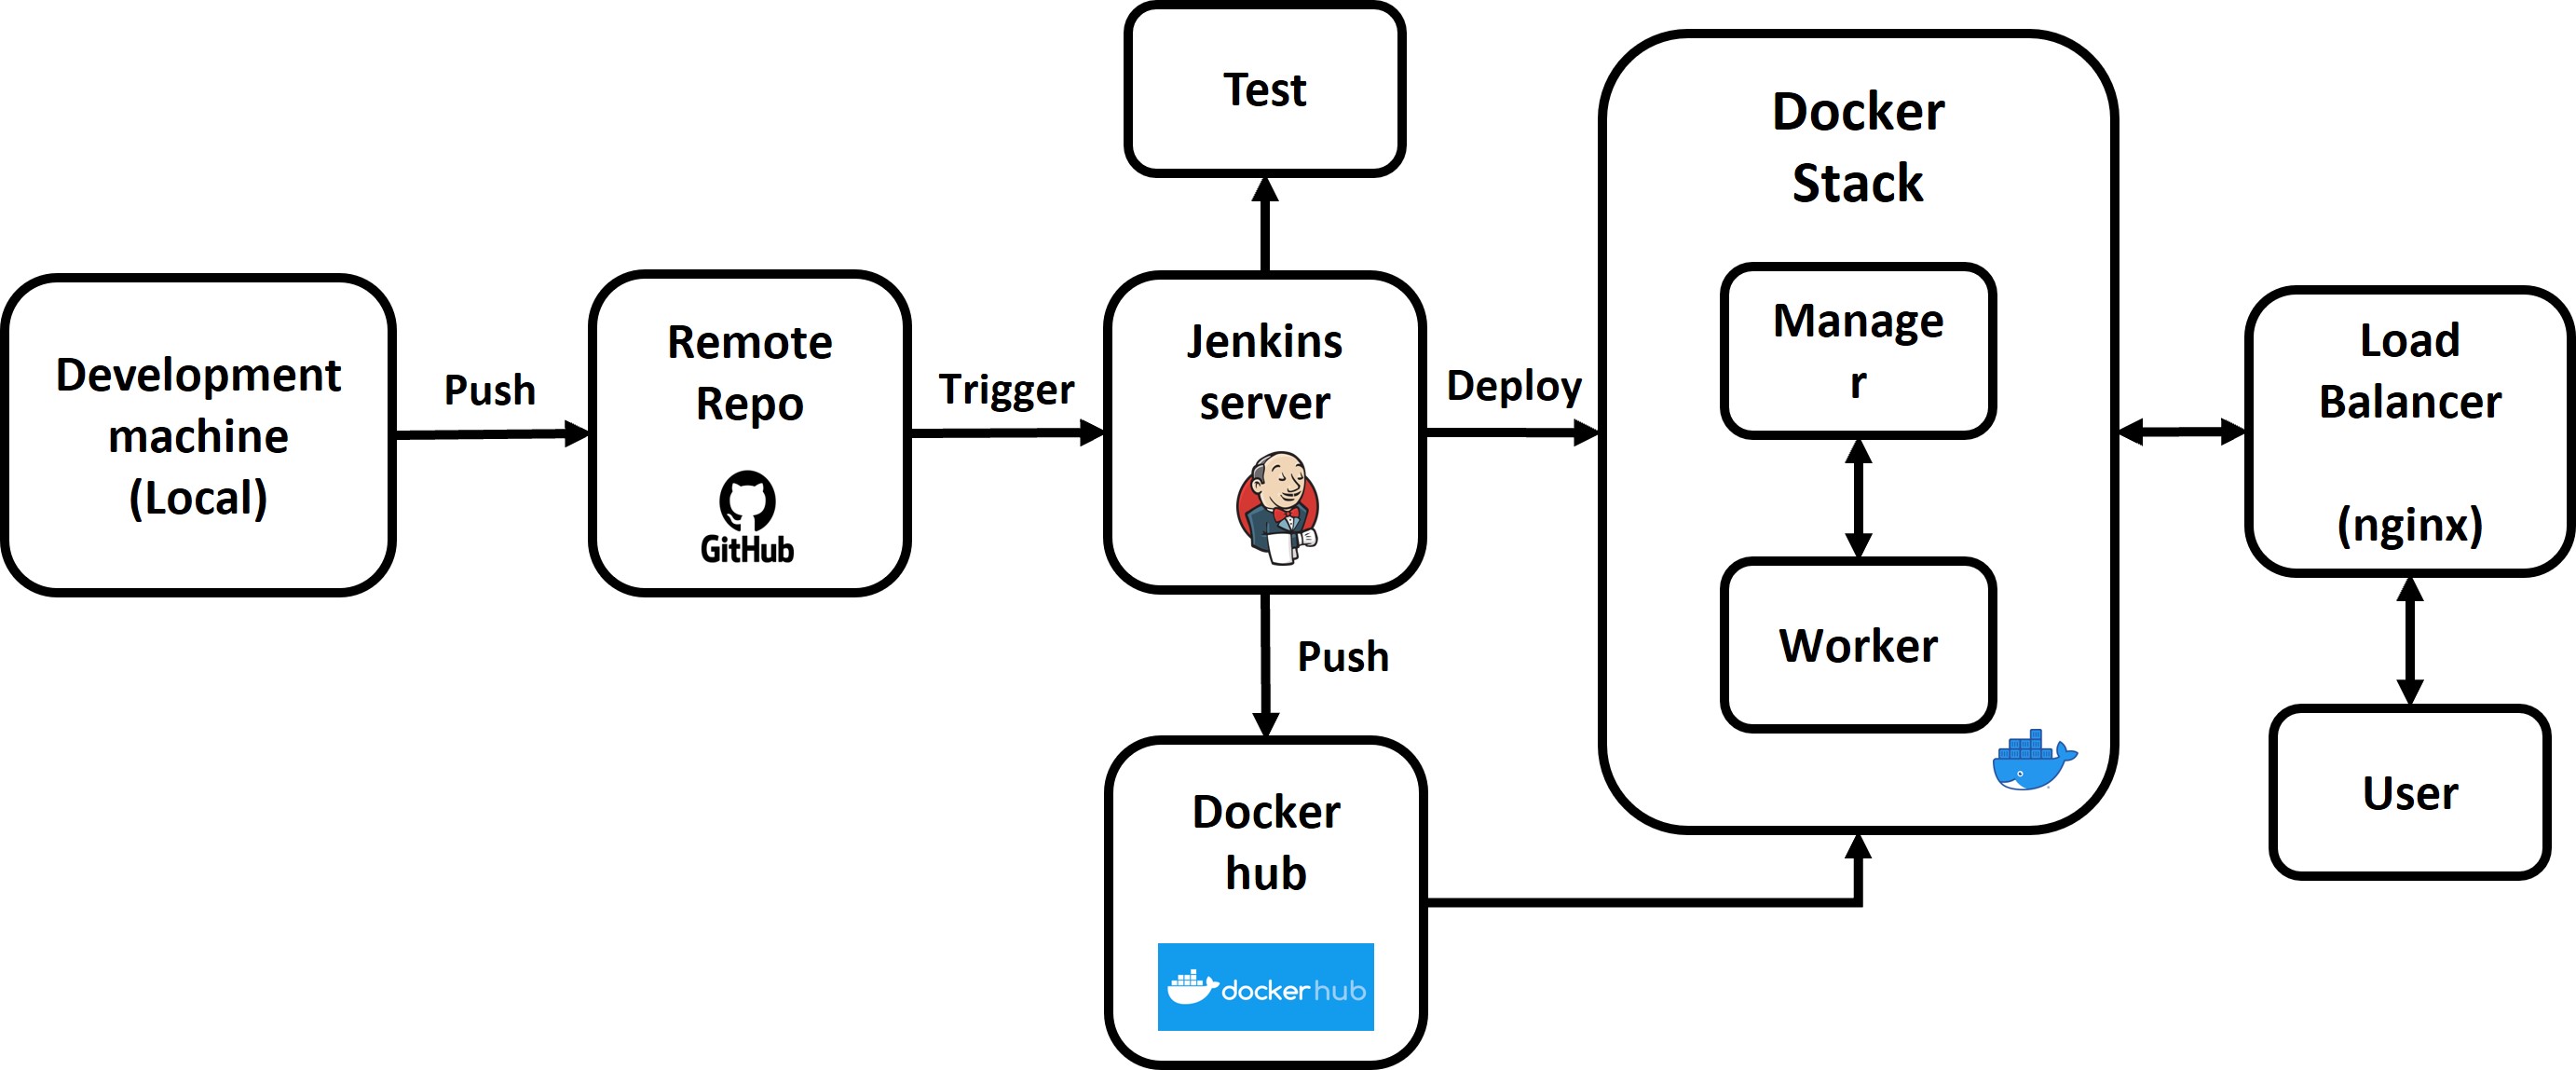 Test
Docker
Stack
Manage
r
Worker
Development
machine
(Local)
Push
Remote
Repo
GitHub
Trigger
Jenkins
server
Deploy
Push
Docker
hub
docker hub
Load
Balancer
(nginx)
User